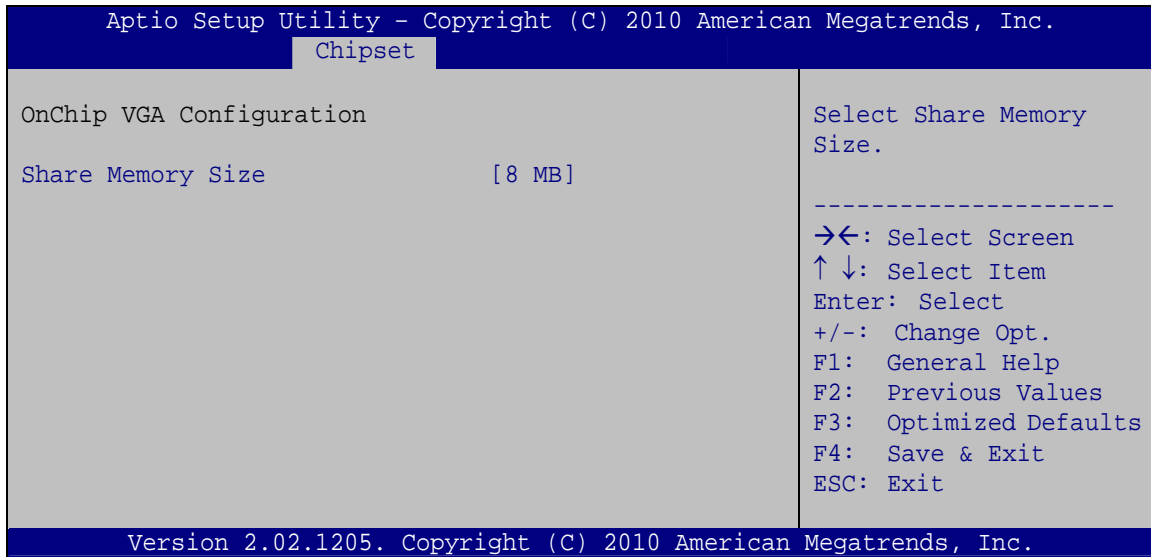 Aptio Setup Utility – Copyright (C) 2010 American Megatrends, Inc.
Chipset
OnChip VGA Configuration
Share Memory Size [8 MB]
Select Share Memory
Size.
---------------------
→←: Select Screen
↑ ↓: Select Item
Enter: Select
+/-: Change Opt.
F1: General Help
F2: Previous Values
F3: Optimized Defaults
F4: Save & Exit
ESC: Exit
Version 2.02.1205. Copyright (C) 2010 American Megatrends, Inc.